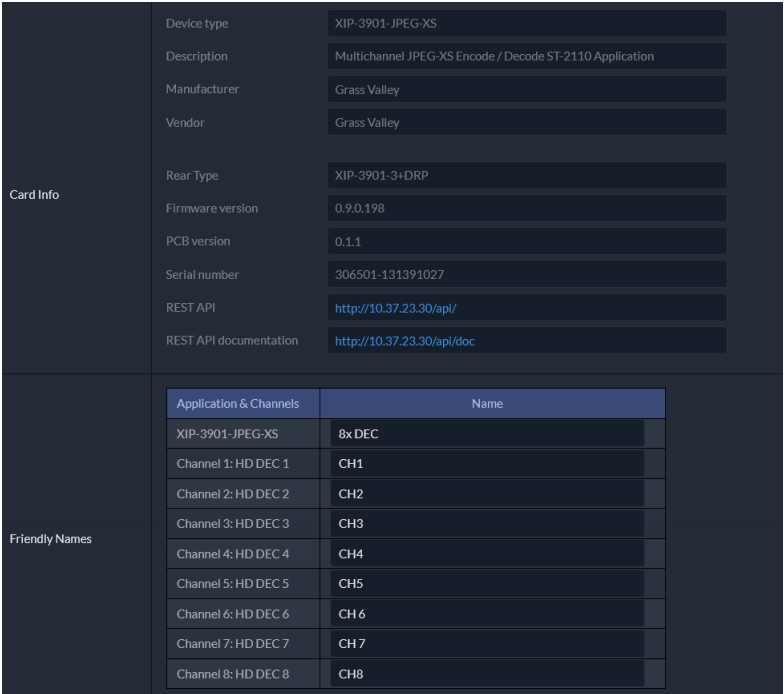 Device type XIP-3901-JPEG-XS
Description Multichannel JPEG-XS Encode / Decode ST-2110 Application
Manufacturer Grass Valley
Vendor Grass Valley
Card Info
Rear Type XIP-3901-3+DRP
Firmware version 0.9.0.198
PCB version 0.1.1
Serial number 306501-131391027
REST API http://10.37.23.30/api/
REST API documentation http://10.37.23.30/api/doc
Friendly Names
Application & Channels Name
XIP-3901-JPEG-XS 8x DEC
Channel 1: HD DEC 1 CH1
Channel 2: HD DEC 2 CH2
Channel 3: HD DEC 3 CH3
Channel 4: HD DEC 4 CH4
Channel 5: HD DEC 5 CH5
Channel 6: HD DEC 6 CH 6
Channel 7: HD DEC 7 CH 7
Channel 8: HD DEC 8 CH8